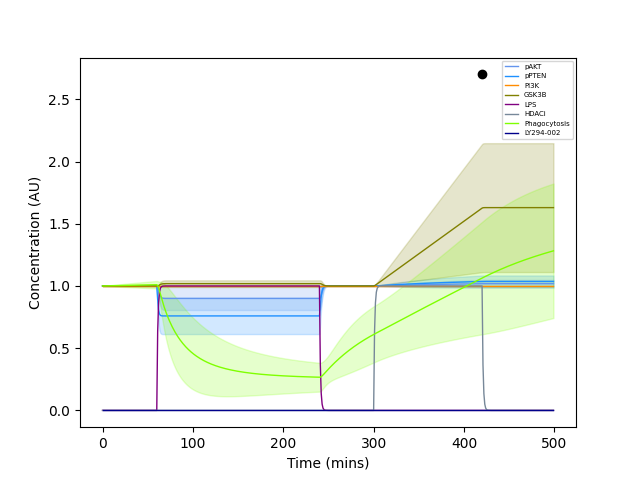 pAKT
pPTEN
PI3K
GSK3B
LPS
HDACi
Phagocytosis
LY294-002
Concentration (AU)
2.5
2.0
1.5
1.0
0.5
0.0
0 100 200 300 400 500
Time (mins)